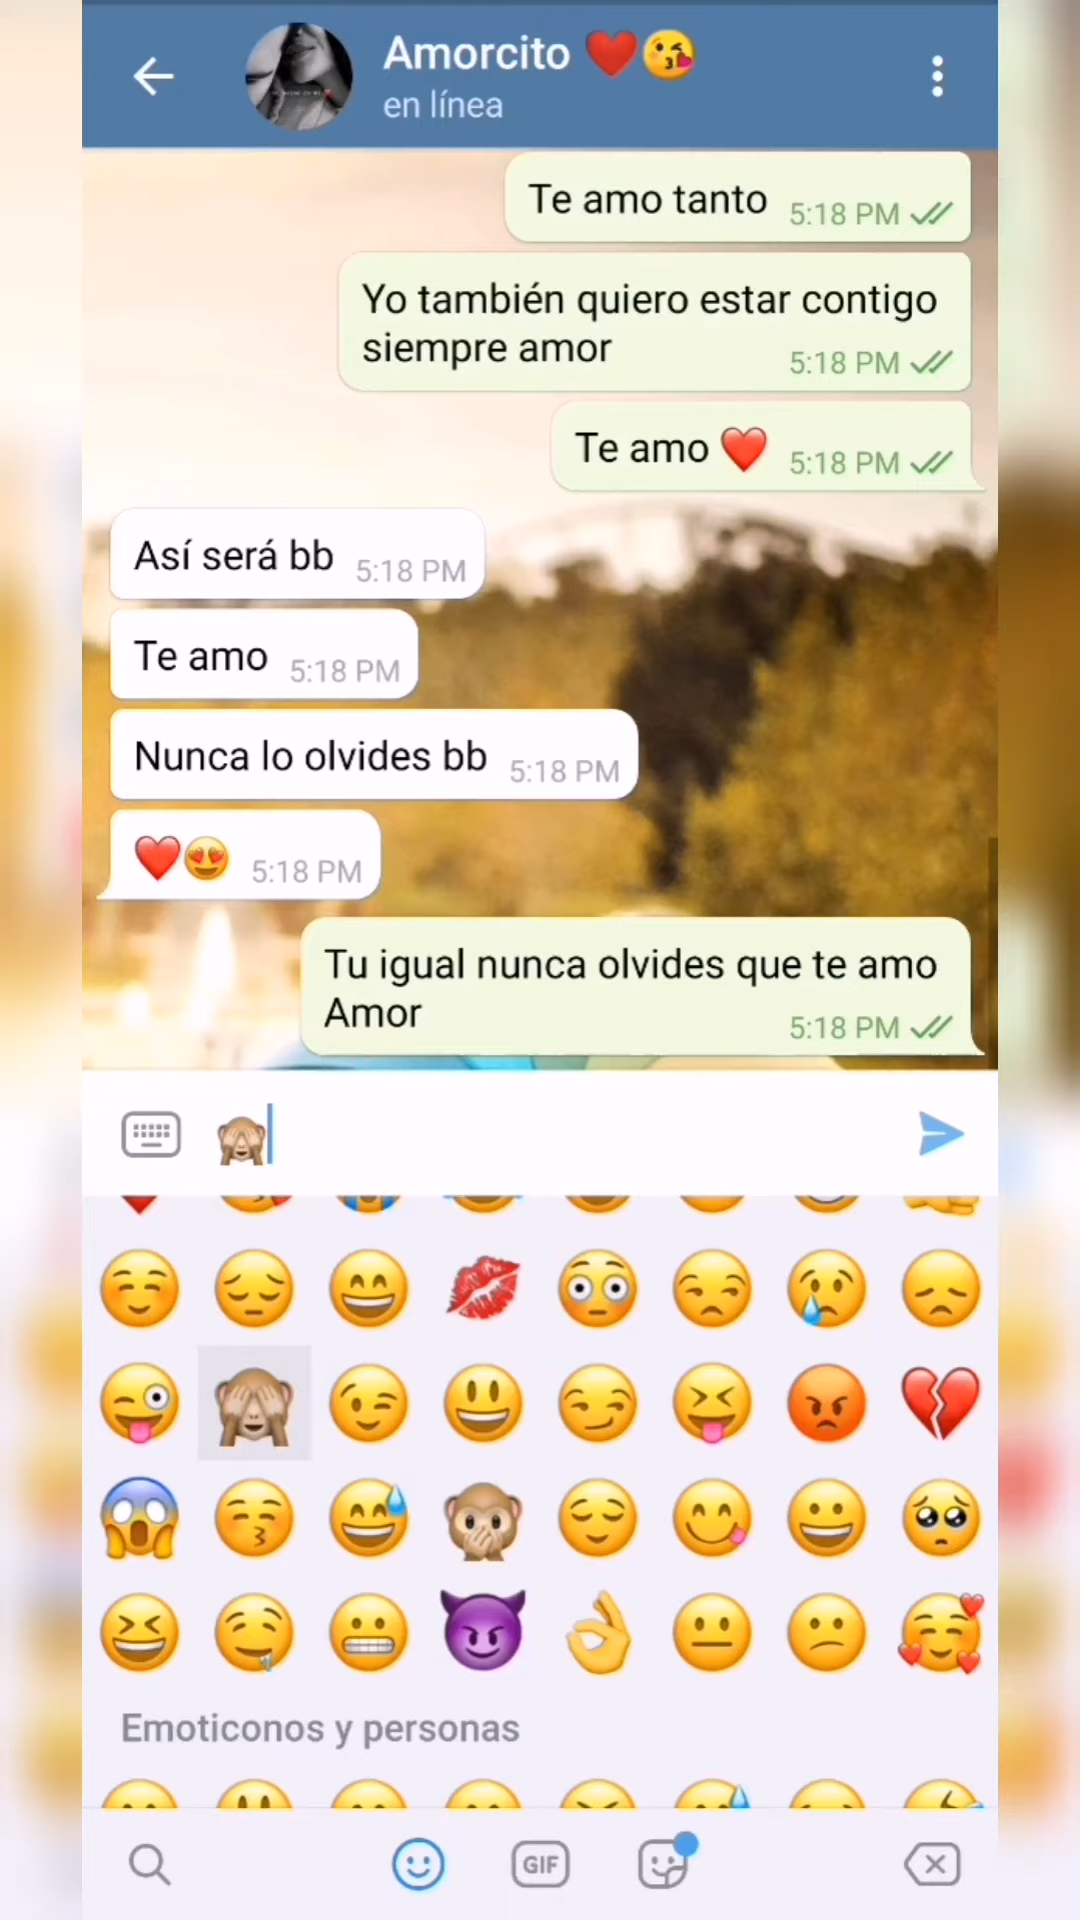 Amorcito ❤️😘
en línea
Te amo tanto 5:18 PM
Yo también quiero estar contigo
siempre amor 5:18 PM
Te amo ❤️ 5:18 PM
Así será bb 5:18 PM
Te amo 5:18 PM
Nunca lo olvides bb 5:18 PM
❤️😍 5:18 PM
Tu igual nunca olvides que te amo
Amor 5:18 PM
🙈
Emoticonos y personas
GIF